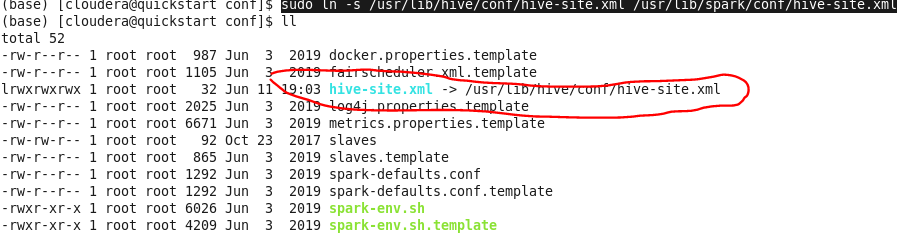 (base) [cloudera@quickstart conf]$ sudo ln -s /usr/lib/hive/conf/hive-site.xml /usr/lib/spark/conf/hive-site.xml
(base) [cloudera@quickstart conf]$ ll
total 52
-rw-r--r-- 1 root root  987 Jun  3  2019 docker.properties.template
-rw-r--r-- 1 root root 1105 Jun  3  2019 fairscheduler.xml.template
lrwxrwxrwx 1 root root   32 Jun 11 19:03 hive-site.xml -> /usr/lib/hive/conf/hive-site.xml
-rw-r--r-- 1 root root 2025 Jun  3  2019 log4j.properties.template
-rw-r--r-- 1 root root 6671 Jun  3  2019 metrics.properties.template
-rw-rw-r-- 1 root root   92 Oct 23  2017 slaves
-rw-r--r-- 1 root root  865 Jun  3  2019 slaves.template
-rw-r--r-- 1 root root 1292 Jun  3  2019 spark-defaults.conf
-rw-r--r-- 1 root root 1292 Jun  3  2019 spark-defaults.conf.template
-rwxr-xr-x 1 root root 6026 Jun  3  2019 spark-env.sh
-rwxr-xr-x 1 root root 4209 Jun  3  2019 spark-env.sh.template